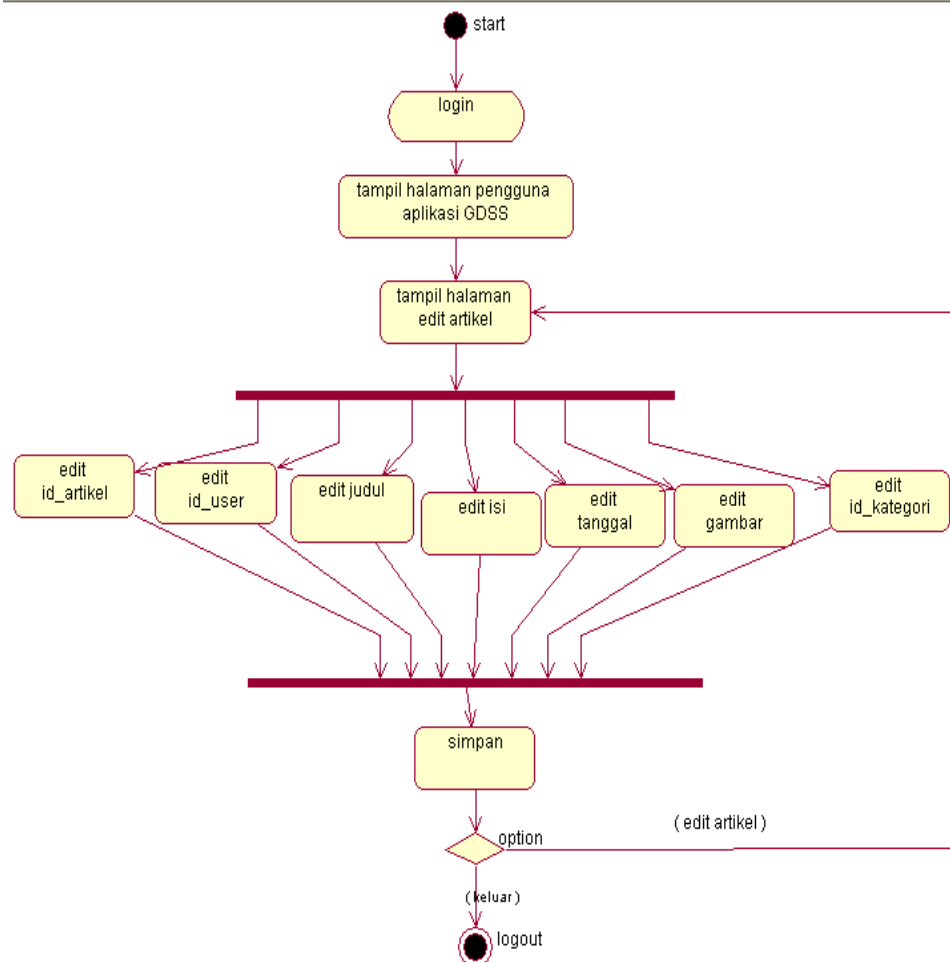 start
login
tampil halaman pengguna
aplikasi GDSS
tampil halaman
edit artikel
edit
id_artikel
edit
id_user
edit judul
edit isi
edit
tanggal
edit
gambar
edit
id_kategori
simpan
option
( edit artikel )
( keluar )
logout